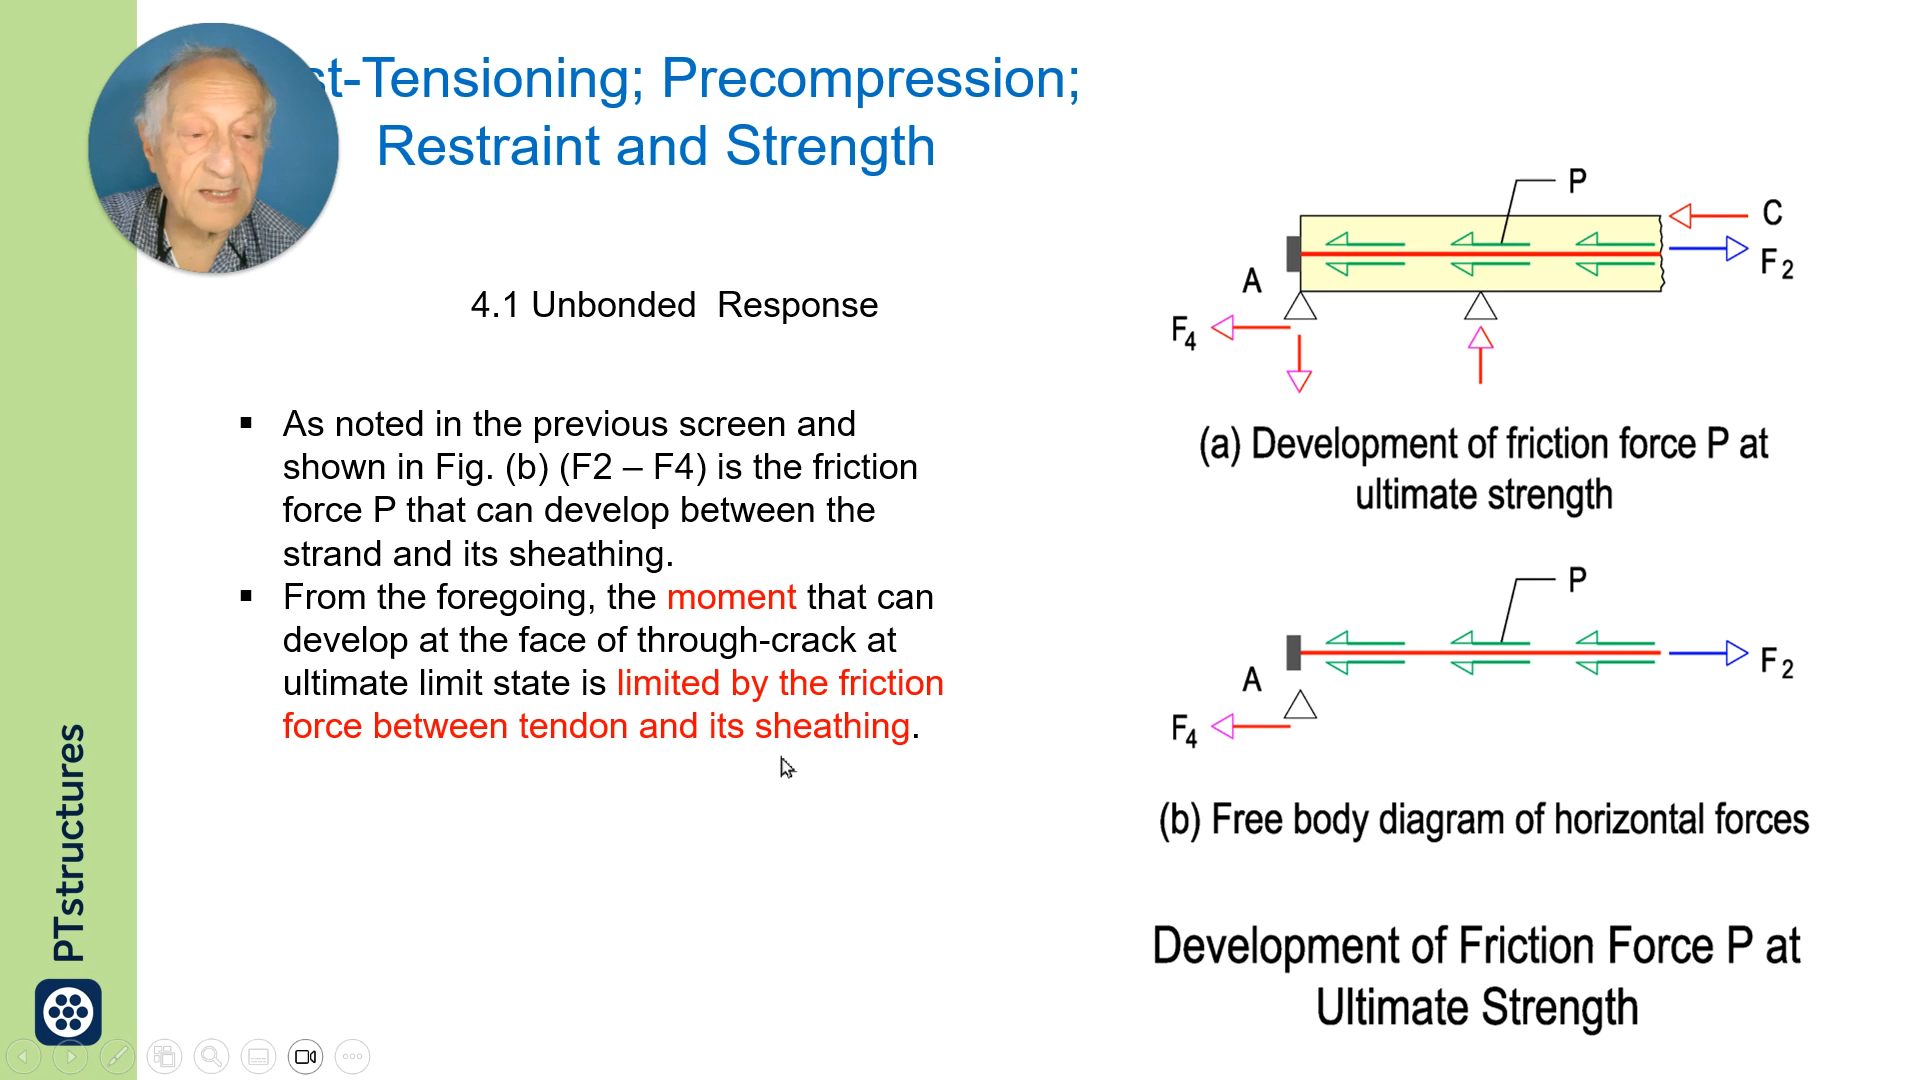 st-Tensioning; Precompression;
Restraint and Strength
4.1 Unbonded  Response
▪ As noted in the previous screen and
shown in Fig. (b) (F2 – F4) is the friction
force P that can develop between the
strand and its sheathing.
▪ From the foregoing, the moment that can
develop at the face of through-crack at
ultimate limit state is limited by the friction
force between tendon and its sheathing.
P
C
F2
A
F4
(a) Development of friction force P at
ultimate strength
P
F2
A
F4
(b) Free body diagram of horizontal forces
Development of Friction Force P at
Ultimate Strength
PTstructures